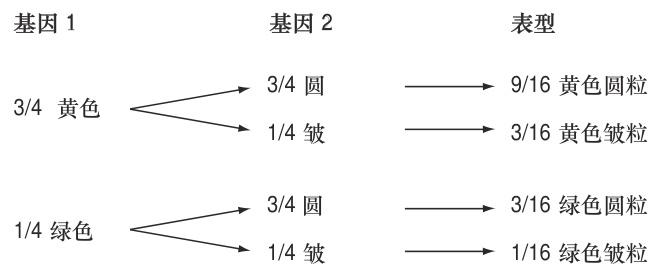 基因 1 基因 2 表型
3/4 圆 9/16 黄色圆粒
3/4 黄色
1/4 皱 3/16 黄色皱粒
3/4 圆 3/16 绿色圆粒
1/4 绿色
1/4 皱 1/16 绿色皱粒